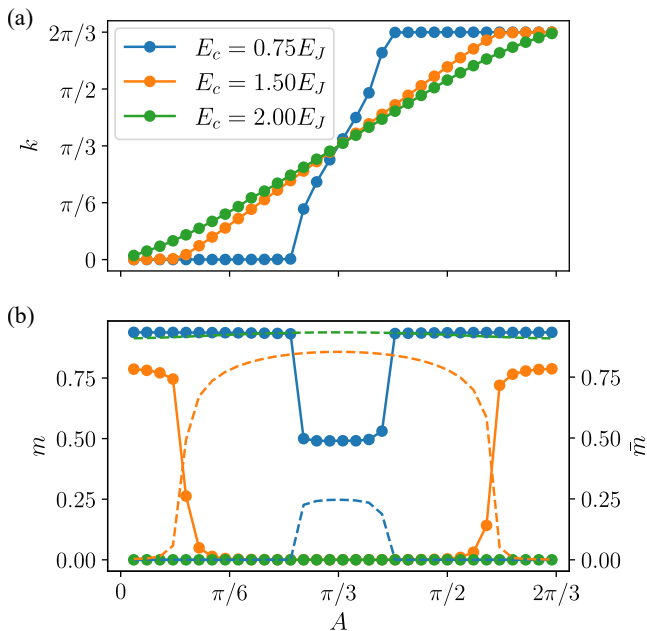 (a)
2π/3
π/2
π/3
π/6
0
k
E_c = 0.75E_J
E_c = 1.50E_J
E_c = 2.00E_J
(b)
0.75 0.75
0.50 0.50
0.25 0.25
0.00 0.00
m m̄
0 π/6 π/3 π/2 2π/3
A